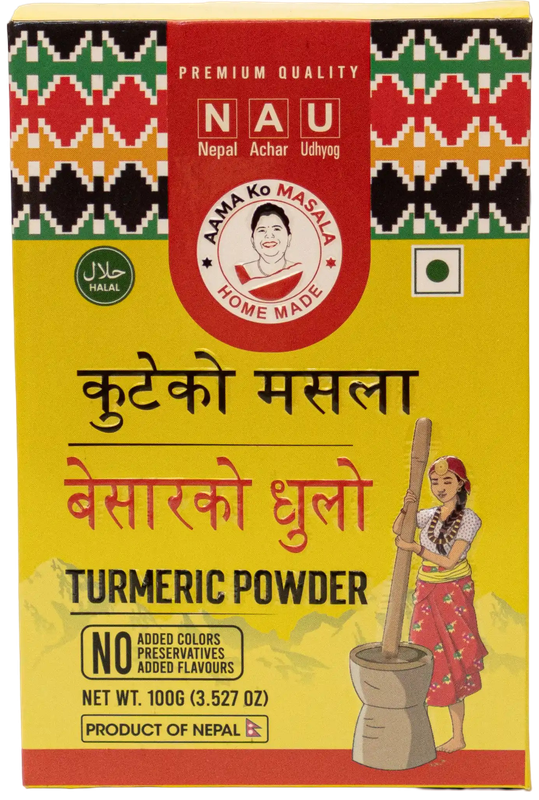 PREMIUM QUALITY
NAU
Nepal Achar Udhyog
AAMA Ko MASALA
HOME MADE
حلال
HALAL
कुटेको मसला
बेसारको धुलो
TURMERIC POWDER
NO ADDED COLORS
PRESERVATIVES
ADDED FLAVOURS
NET WT. 100G (3.527 OZ)
PRODUCT OF NEPAL